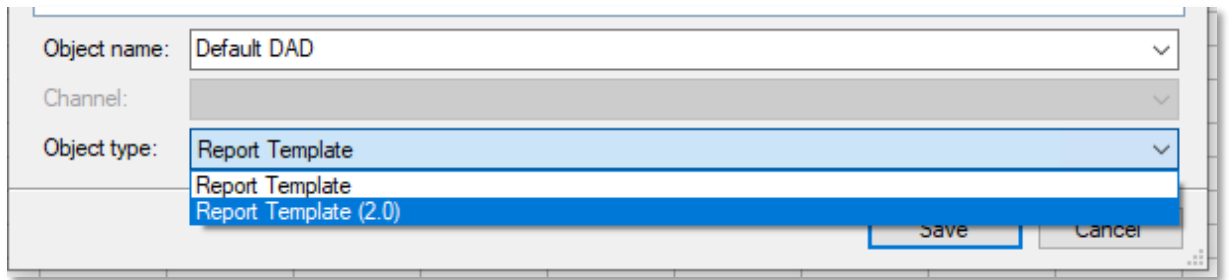 Object name: Default DAD
Channel:
Object type: Report Template
Report Template
Report Template (2.0)
Save Cancel